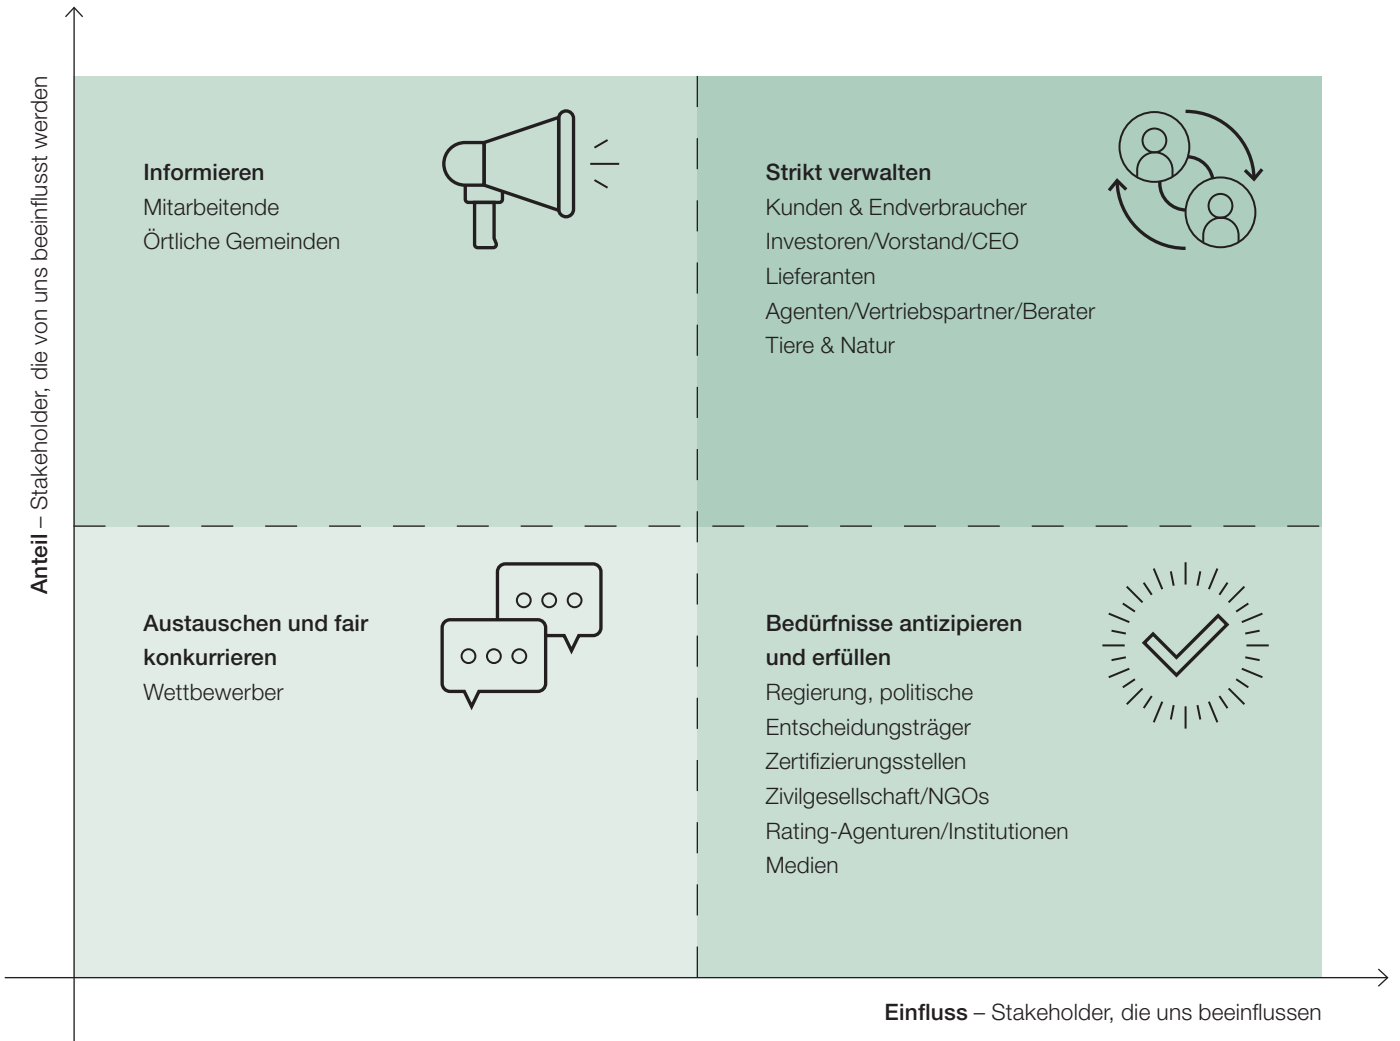 Anteil – Stakeholder, die von uns beeinflusst werden
Informieren
Mitarbeitende
Örtliche Gemeinden
Strikt verwalten
Kunden & Endverbraucher
Investoren/Vorstand/CEO
Lieferanten
Agenten/Vertriebspartner/Berater
Tiere & Natur
Austauschen und fair
konkurrieren
Wettbewerber
Bedürfnisse antizipieren
und erfüllen
Regierung, politische
Entscheidungsträger
Zertifizierungsstellen
Zivilgesellschaft/NGOs
Rating-Agenturen/Institutionen
Medien
Einfluss – Stakeholder, die uns beeinflussen